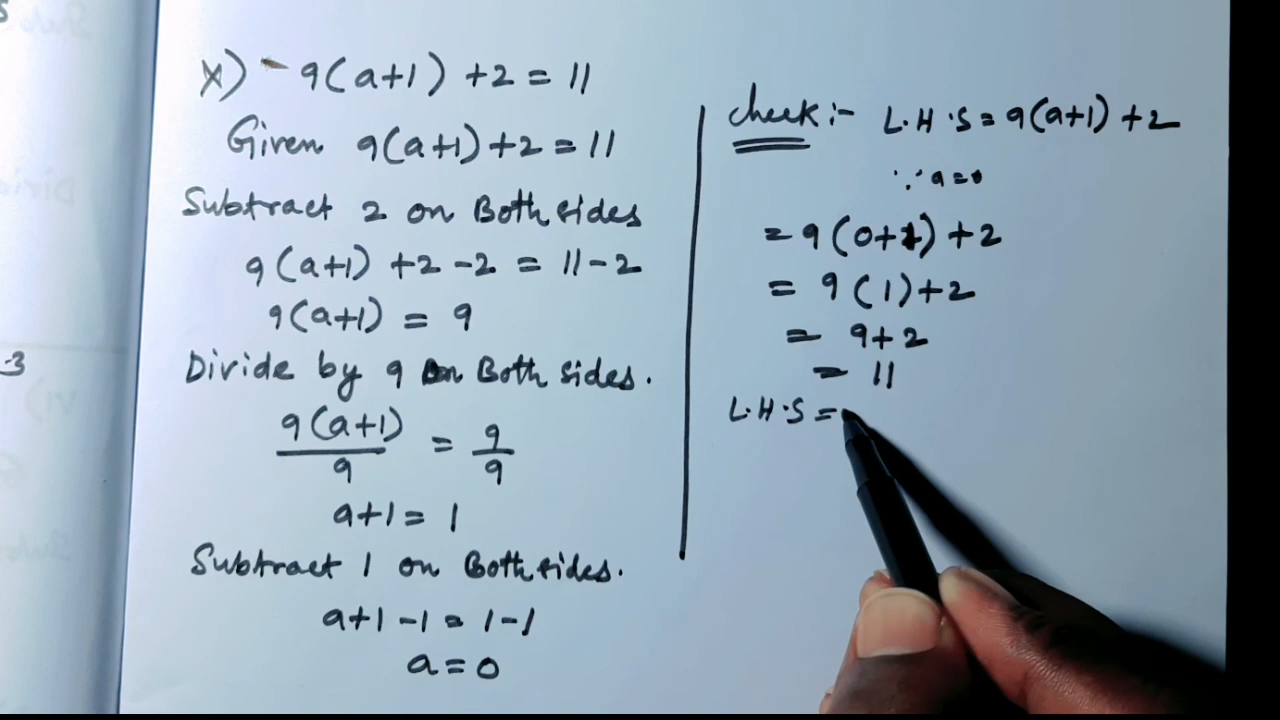 x) - 9(a+1) +2 = 11
Given 9(a+1)+2 = 11
Subtract 2 on Both sides
9(a+1) +2 -2 = 11-2
9(a+1) = 9
Divide by 9 on Both sides.
9(a+1)/9 = 9/9
a+1 = 1
Subtract 1 on Both sides.
a+1 -1 = 1-1
a = 0
Check :- L.H.S = 9(a+1) +2
∵ a=0
= 9(0+1) +2
= 9(1)+2
= 9+2
= 11
L.H.S =
-3